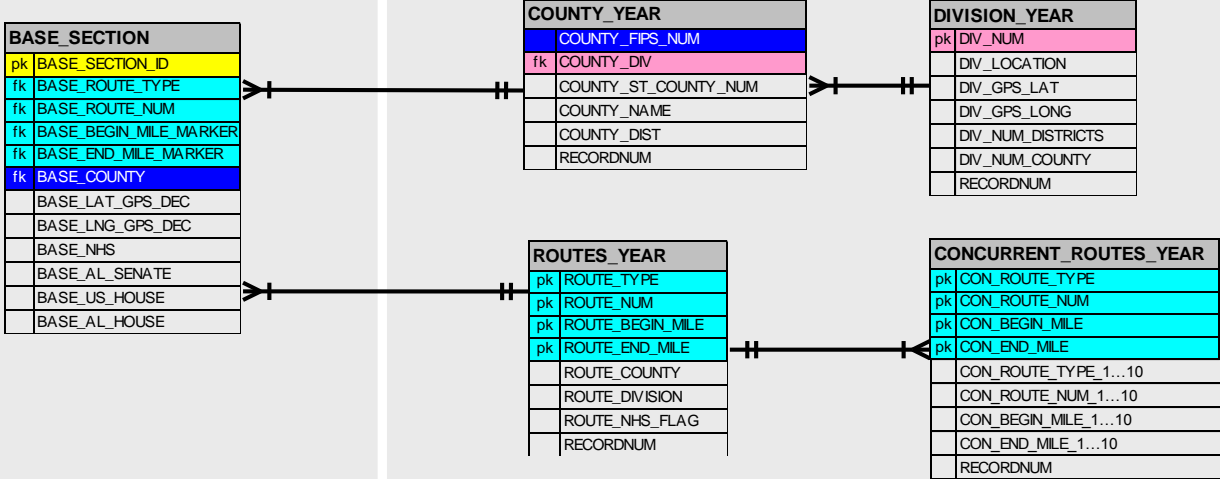 BASE_SECTION
pk BASE_SECTION_ID
fk BASE_ROUTE_TYPE
fk BASE_ROUTE_NUM
fk BASE_BEGIN_MILE_MARKER
fk BASE_END_MILE_MARKER
fk BASE_COUNTY
BASE_LAT_GPS_DEC
BASE_LNG_GPS_DEC
BASE_NHS
BASE_AL_SENATE
BASE_US_HOUSE
BASE_AL_HOUSE
COUNTY_YEAR
COUNTY_FIPS_NUM
fk COUNTY_DIV
COUNTY_ST_COUNTY_NUM
COUNTY_NAME
COUNTY_DIST
RECORDNUM
DIVISION_YEAR
pk DIV_NUM
DIV_LOCATION
DIV_GPS_LAT
DIV_GPS_LONG
DIV_NUM_DISTRICTS
DIV_NUM_COUNTY
RECORDNUM
ROUTES_YEAR
pk ROUTE_TYPE
pk ROUTE_NUM
pk ROUTE_BEGIN_MILE
pk ROUTE_END_MILE
ROUTE_COUNTY
ROUTE_DIVISION
ROUTE_NHS_FLAG
RECORDNUM
CONCURRENT_ROUTES_YEAR
pk CON_ROUTE_TYPE
pk CON_ROUTE_NUM
pk CON_BEGIN_MILE
pk CON_END_MILE
CON_ROUTE_TYPE_1...10
CON_ROUTE_NUM_1...10
CON_BEGIN_MILE_1...10
CON_END_MILE_1...10
RECORDNUM